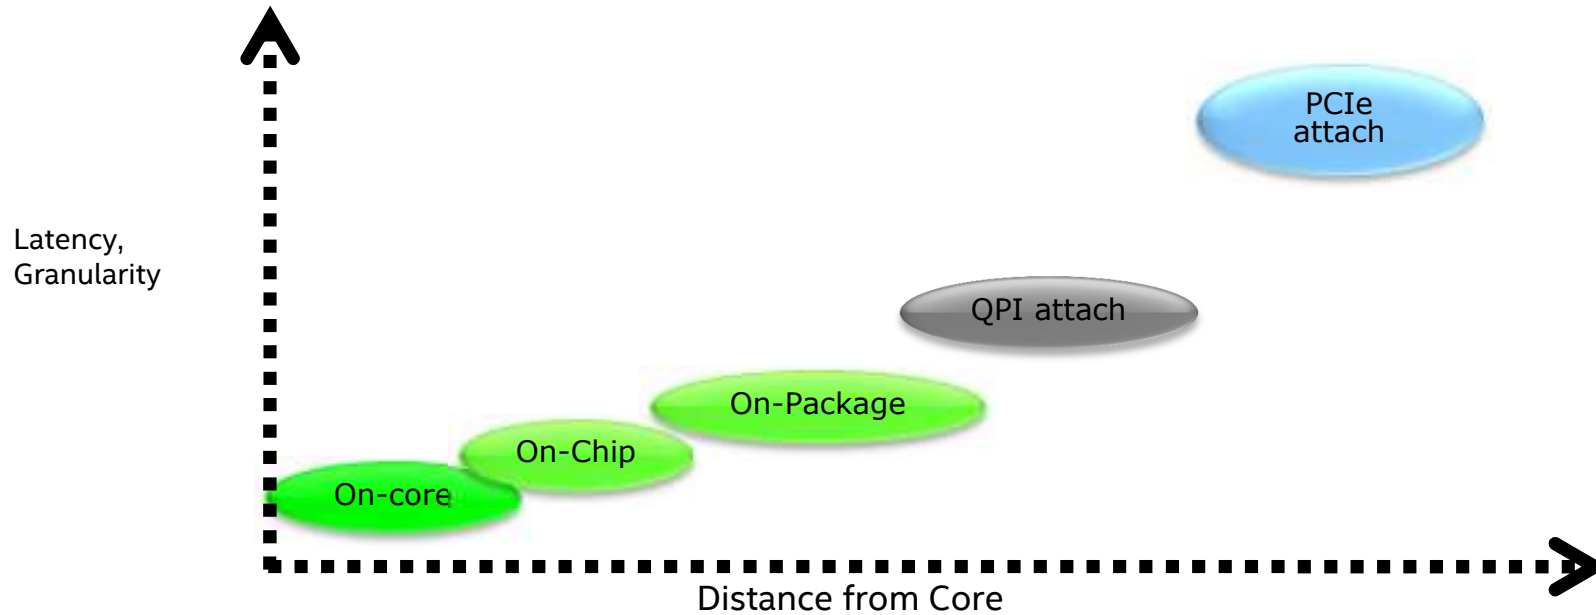 PCIe
attach
Latency,
Granularity
QPI attach
On-Package
On-Chip
On-core
Distance from Core